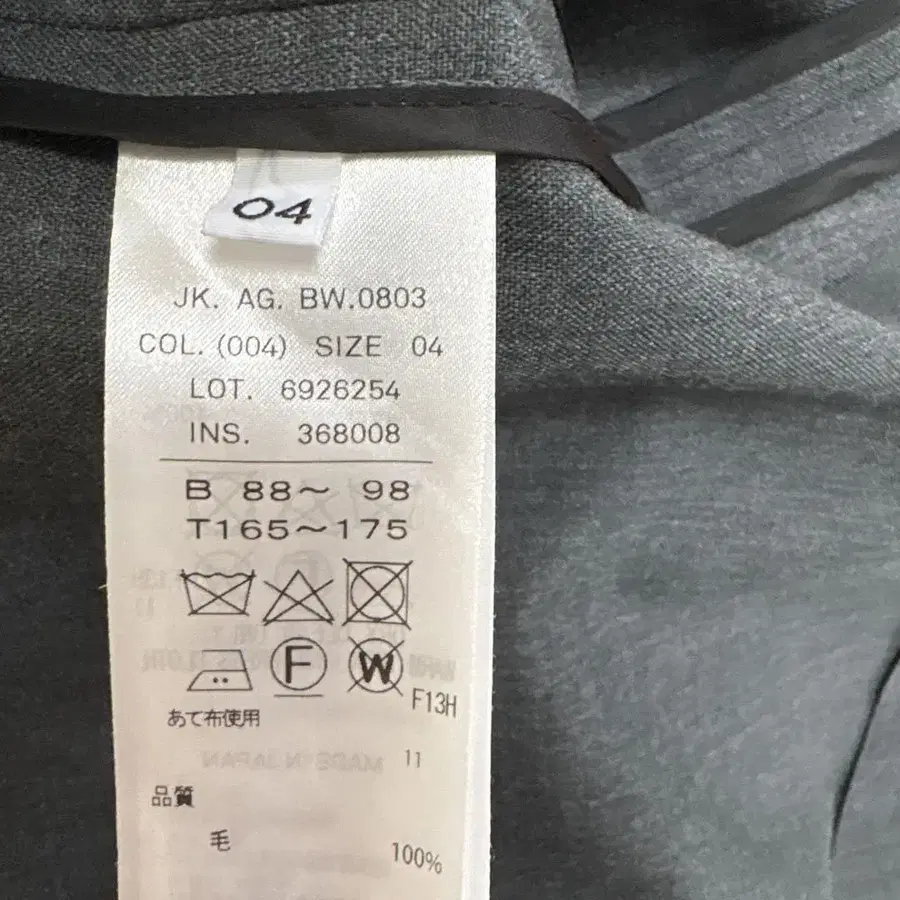 04
JK. AG. BW.0803
COL. (004) SIZE 04
LOT. 6926254
INS. 368008
B 88～ 98
T165～175
F W
F13H
あて布使用
11
MADE IN JAPAN
品質
毛 100%